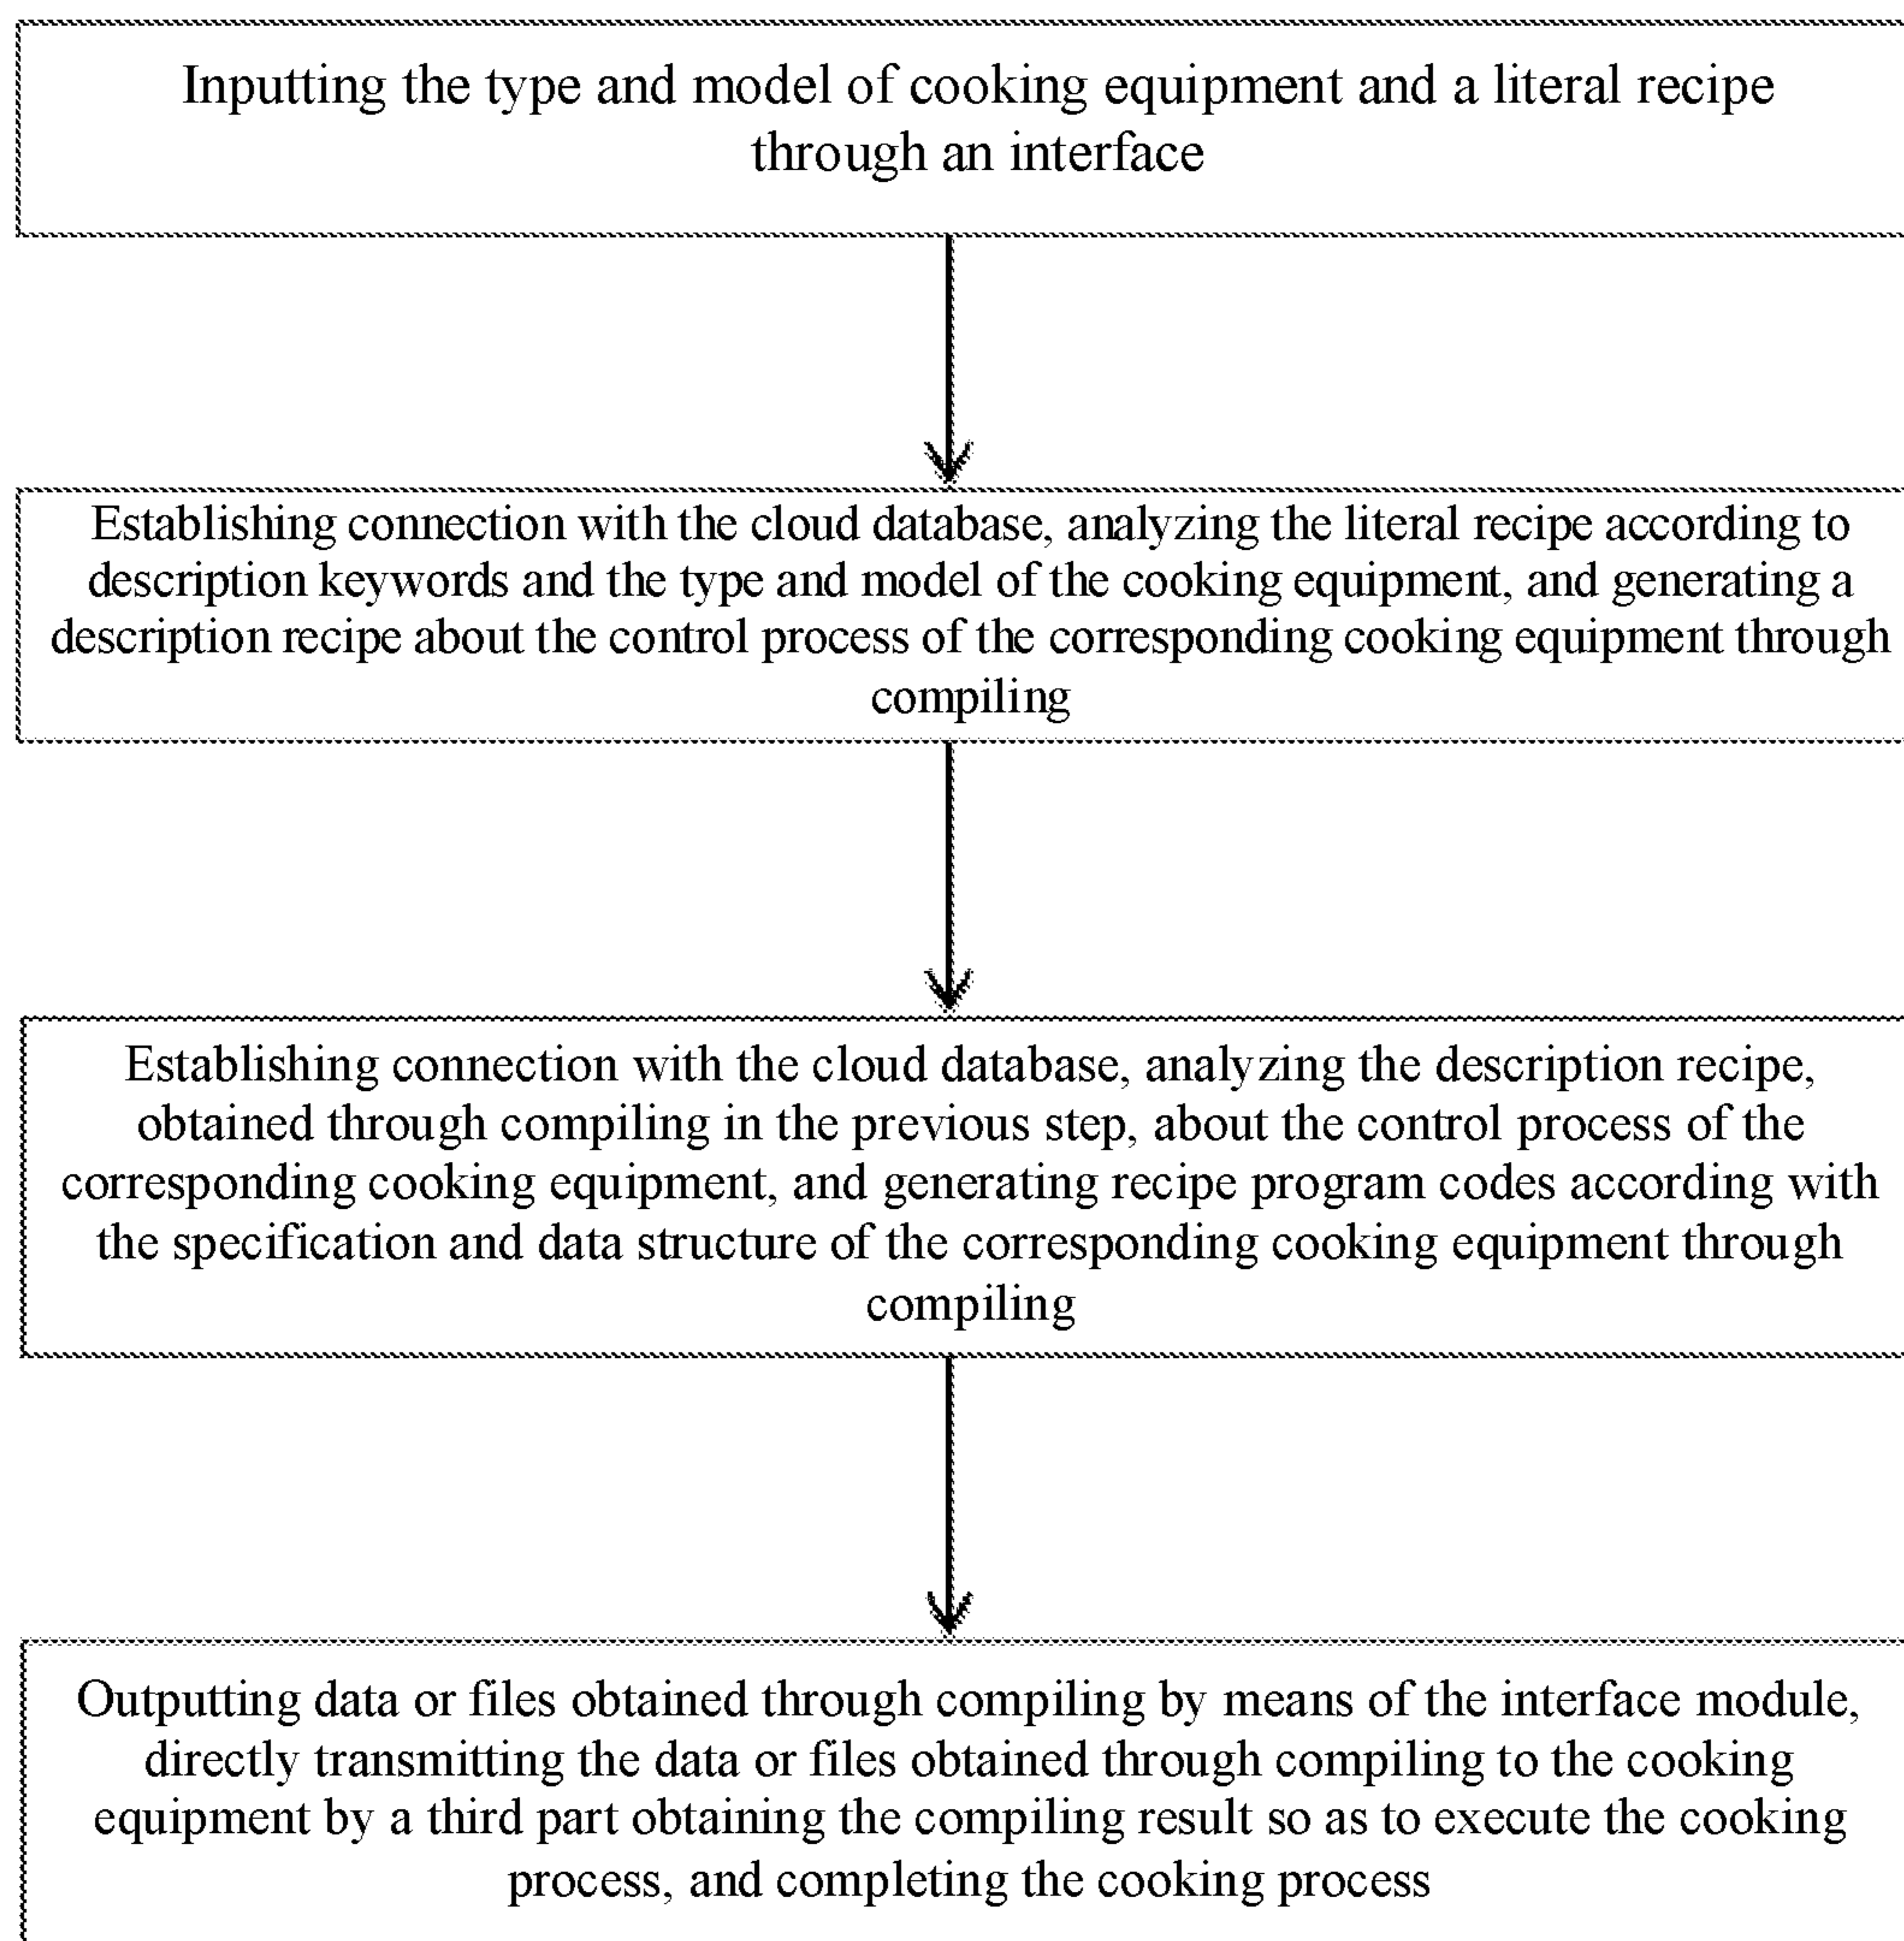 Inputting the type and model of cooking equipment and a literal recipe
through an interface
Establishing connection with the cloud database, analyzing the literal recipe according to
description keywords and the type and model of the cooking equipment, and generating a
description recipe about the control process of the corresponding cooking equipment through
compiling
Establishing connection with the cloud database, analyzing the description recipe,
obtained through compiling in the previous step, about the control process of the
corresponding cooking equipment, and generating recipe program codes according with
the specification and data structure of the corresponding cooking equipment through
compiling
Outputting data or files obtained through compiling by means of the interface module,
directly transmitting the data or files obtained through compiling to the cooking
equipment by a third part obtaining the compiling result so as to execute the cooking
process, and completing the cooking process